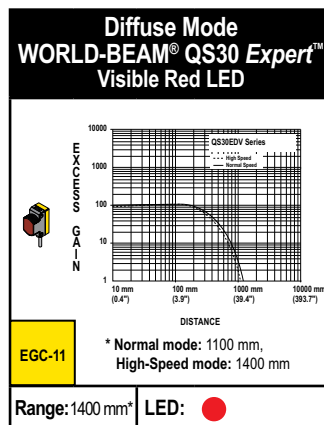 Diffuse Mode
WORLD-BEAM® QS30 Expert™
Visible Red LED
EXCESS GAIN
10000
1000
100
10
1
QS30EDV Series
High Speed
Normal Speed
10 mm 100 mm 1000 mm 10000 mm
(0.4") (3.9") (39.4") (393.7")
DISTANCE
EGC-11
* Normal mode: 1100 mm,
High-Speed mode: 1400 mm
Range: 1400 mm* LED: